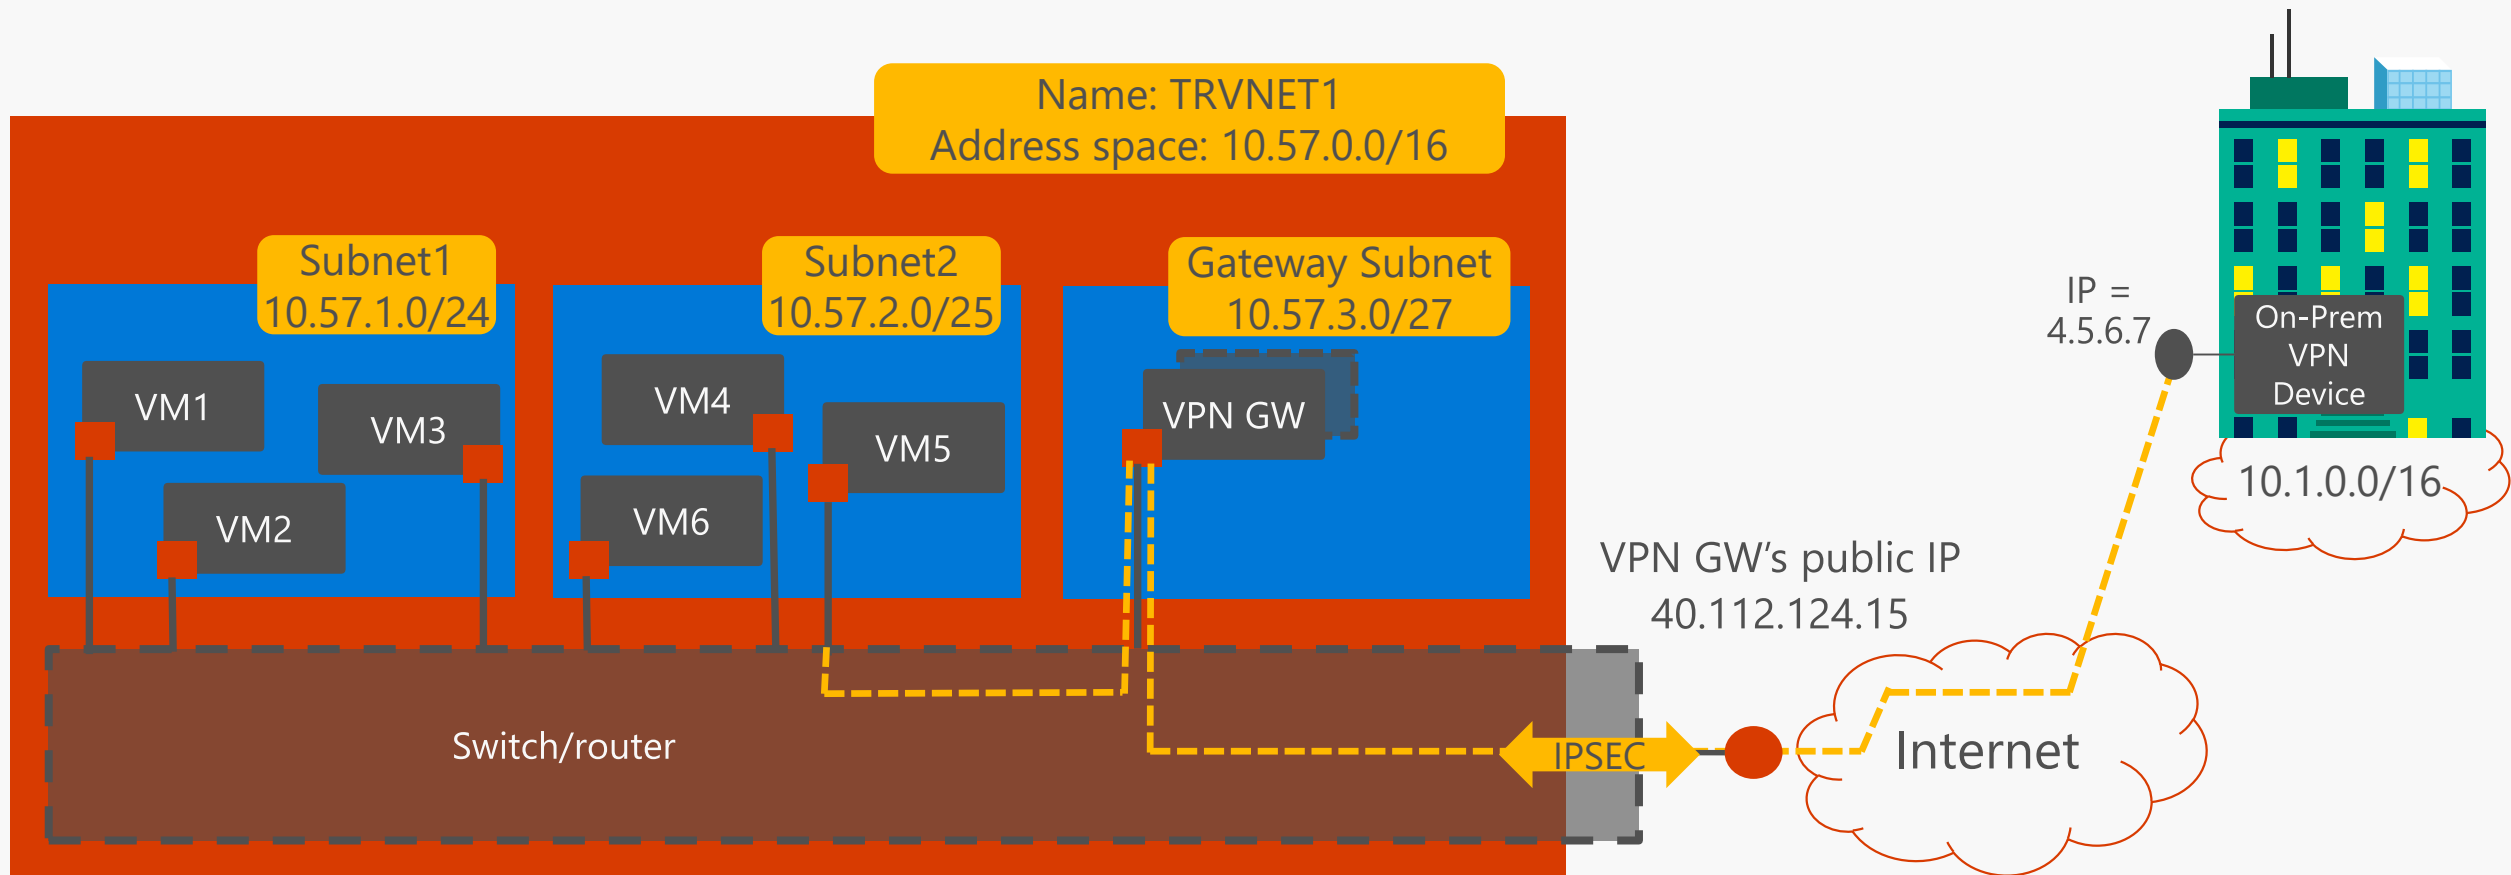 Name: TRVNET1
Address space: 10.57.0.0/16
Subnet1
10.57.1.0/24
Subnet2
10.57.2.0/25
Gateway Subnet
10.57.3.0/27
VM1
VM3
VM2
VM4
VM5
VM6
VPN GW
IP =
4.5.6.7
On-Prem
VPN
Device
10.1.0.0/16
VPN GW’s public IP
40.112.124.15
Switch/router
IPSEC
Internet